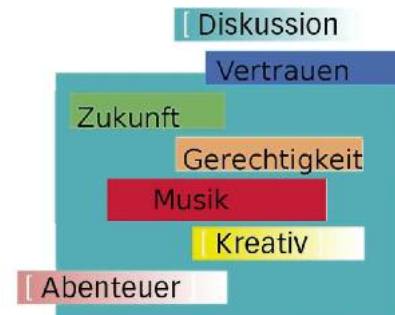 [ Diskussion
Vertrauen
Zukunft
Gerechtigkeit
Musik
[ Kreativ
[ Abenteuer